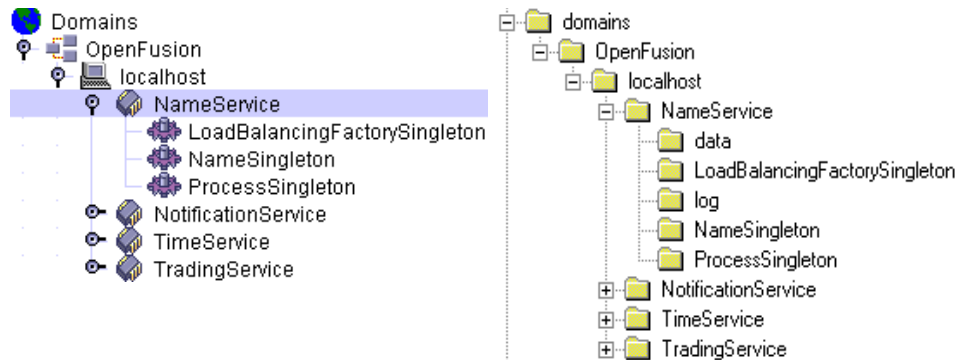 Domains
OpenFusion
localhost
NameService
LoadBalancingFactorySingleton
NameSingleton
ProcessSingleton
NotificationService
TimeService
TradingService
domains
OpenFusion
localhost
NameService
data
LoadBalancingFactorySingleton
log
NameSingleton
ProcessSingleton
NotificationService
TimeService
TradingService